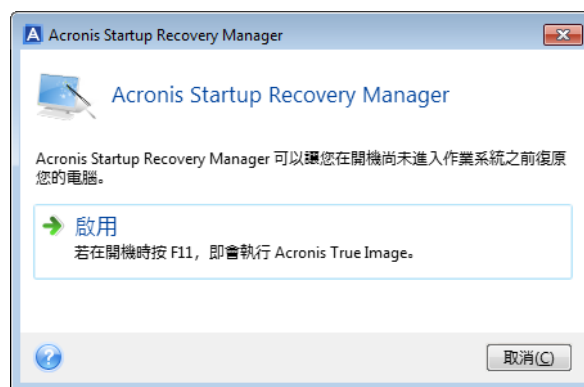 Acronis Startup Recovery Manager
Acronis Startup Recovery Manager
Acronis Startup Recovery Manager 可以讓您在開機尚未進入作業系統之前復原
您的電腦。
啟用
若在開機時按 F11，即會執行 Acronis True Image。
取消(C)